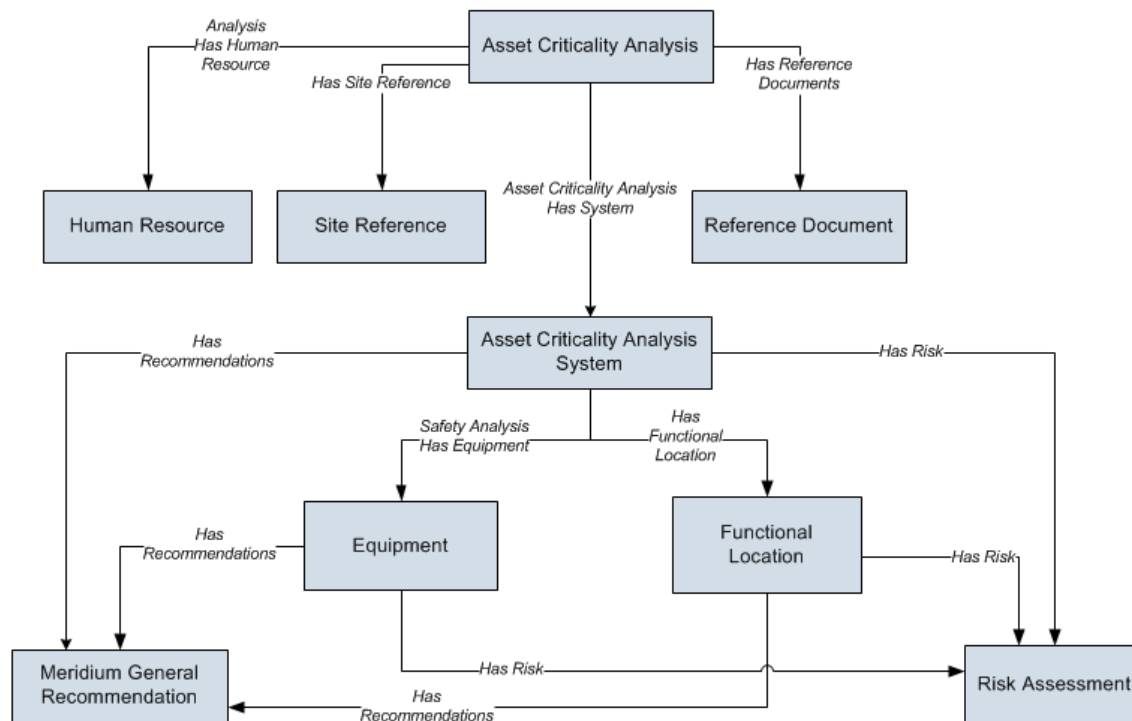 Analysis
Has Human
Resource
Asset Criticality Analysis
Has Reference
Documents
Has Site Reference
Human Resource
Site Reference
Asset Criticality Analysis
Has System
Reference Document
Has
Recommendations
Asset Criticality Analysis
System
Has Risk
Safety Analysis
Has Equipment
Has
Functional
Location
Has
Recommendations
Equipment
Functional
Location
Has Risk
Meridium General
Recommendation
Has Risk
Has
Recommendations
Risk Assessment